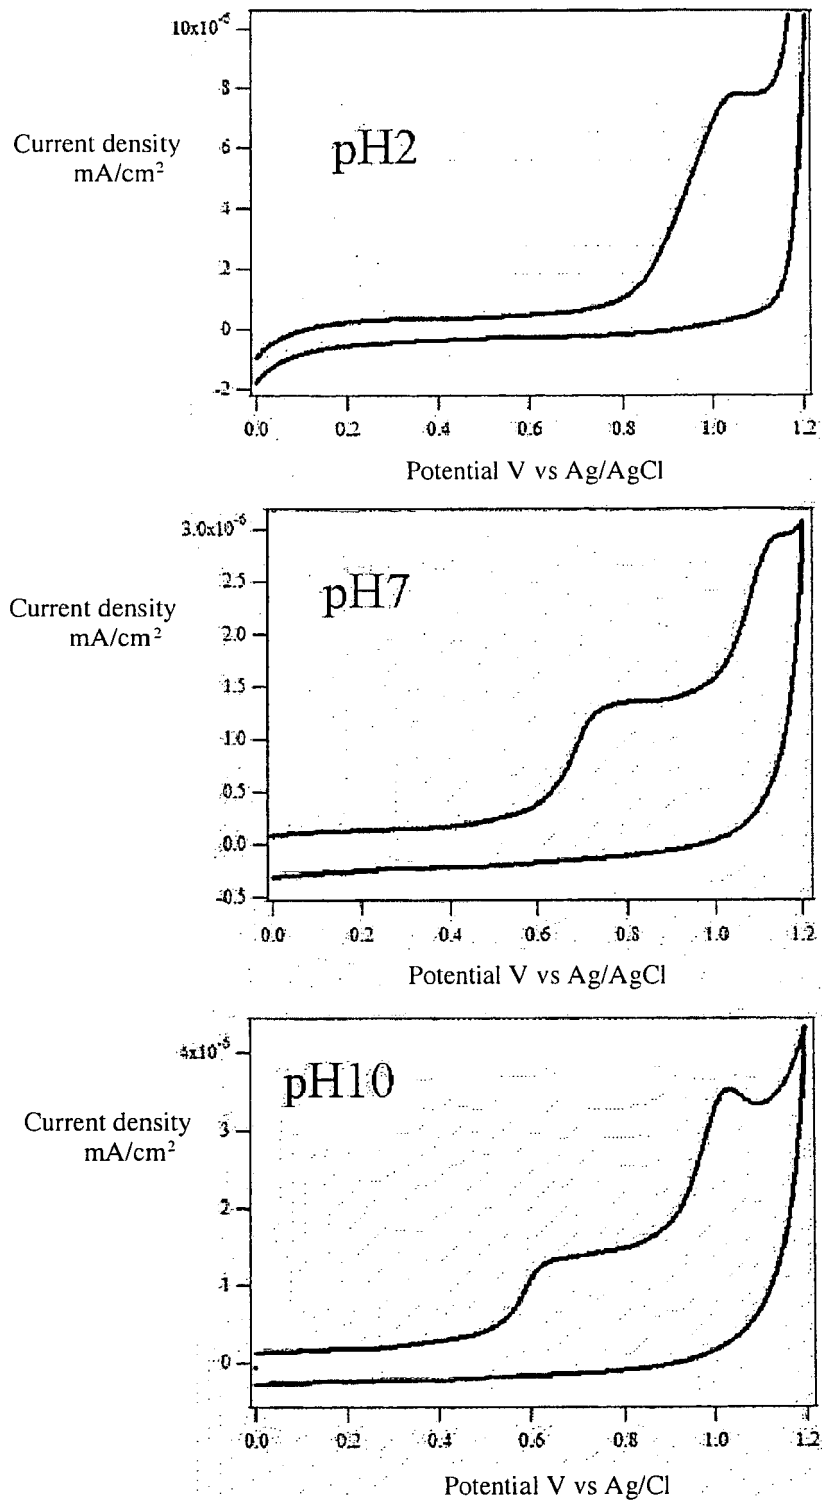 10x10⁻⁶
8
Current density
mA/cm²
6
pH2
4
2
0
-2
0.0 0.2 0.4 0.6 0.8 1.0 1.2
Potential V vs Ag/AgCl
3.0x10⁻⁶
2.5
pH7
Current density
mA/cm²
2.0
1.5
1.0
0.5
0.0
-0.5
0.0 0.2 0.4 0.6 0.8 1.0 1.2
Potential V vs Ag/AgCl
pH10
Current density
mA/cm²
3
2
1
0
0.0 0.2 0.4 0.6 0.8 1.0 1.2
Potential V vs Ag/Cl